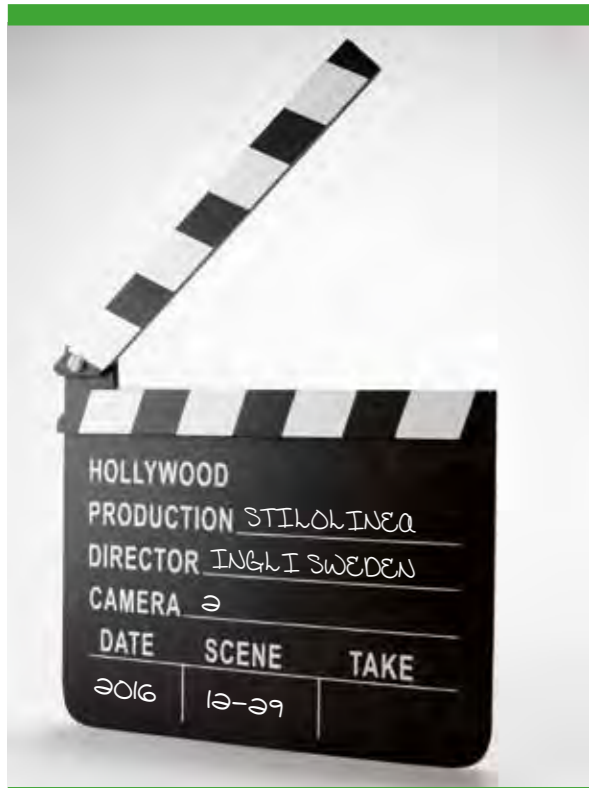 HOLLYWOOD
PRODUCTION STILOLINEA
DIRECTOR INGLI SWEDEN
CAMERA 2
DATE SCENE TAKE
2016 12-29